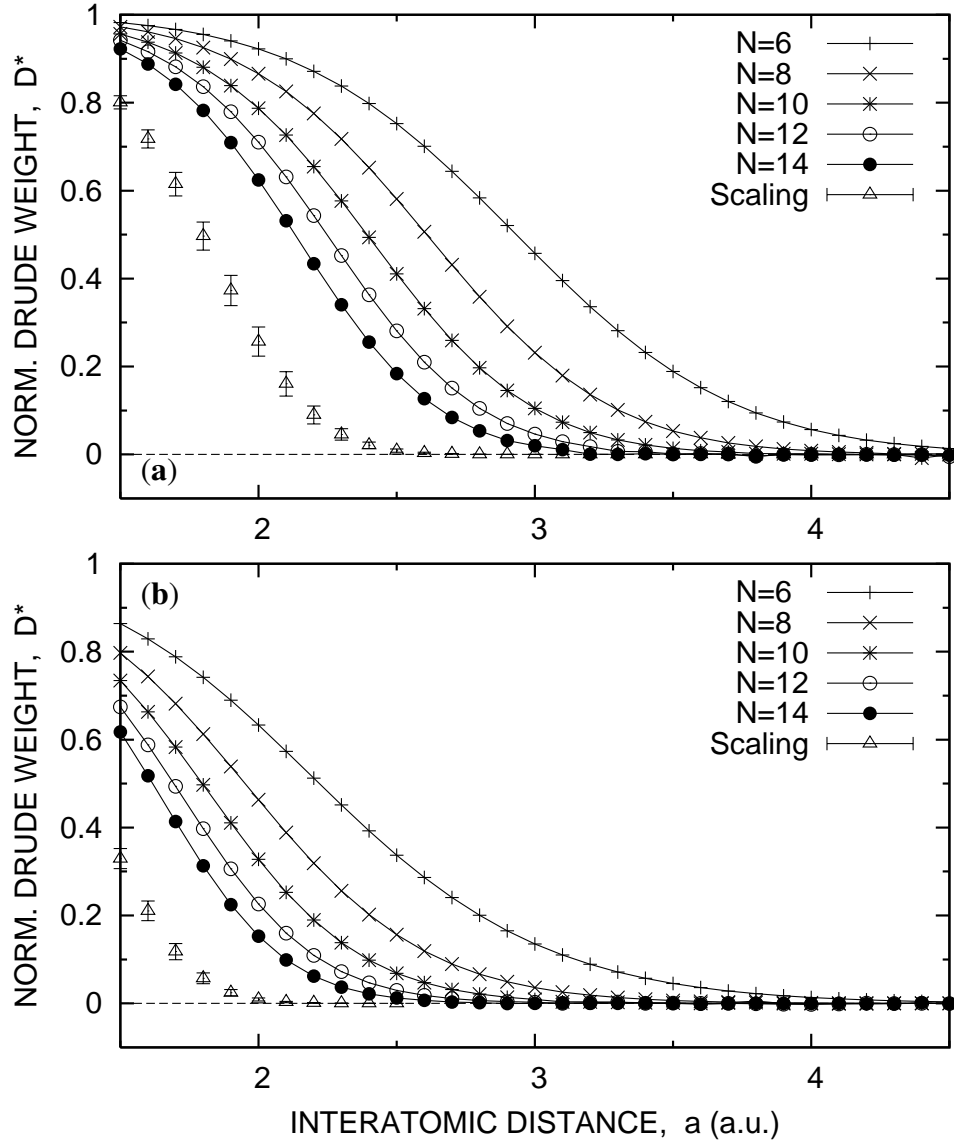 1
0.8
0.6
0.4
0.2
0
NORM. DRUDE WEIGHT, D*
N=6
N=8
N=10
N=12
N=14
Scaling
(a)
2
3
4
1
0.8
0.6
0.4
0.2
0
NORM. DRUDE WEIGHT, D*
(b)
N=6
N=8
N=10
N=12
N=14
Scaling
2
3
4
INTERATOMIC DISTANCE, a (a.u.)